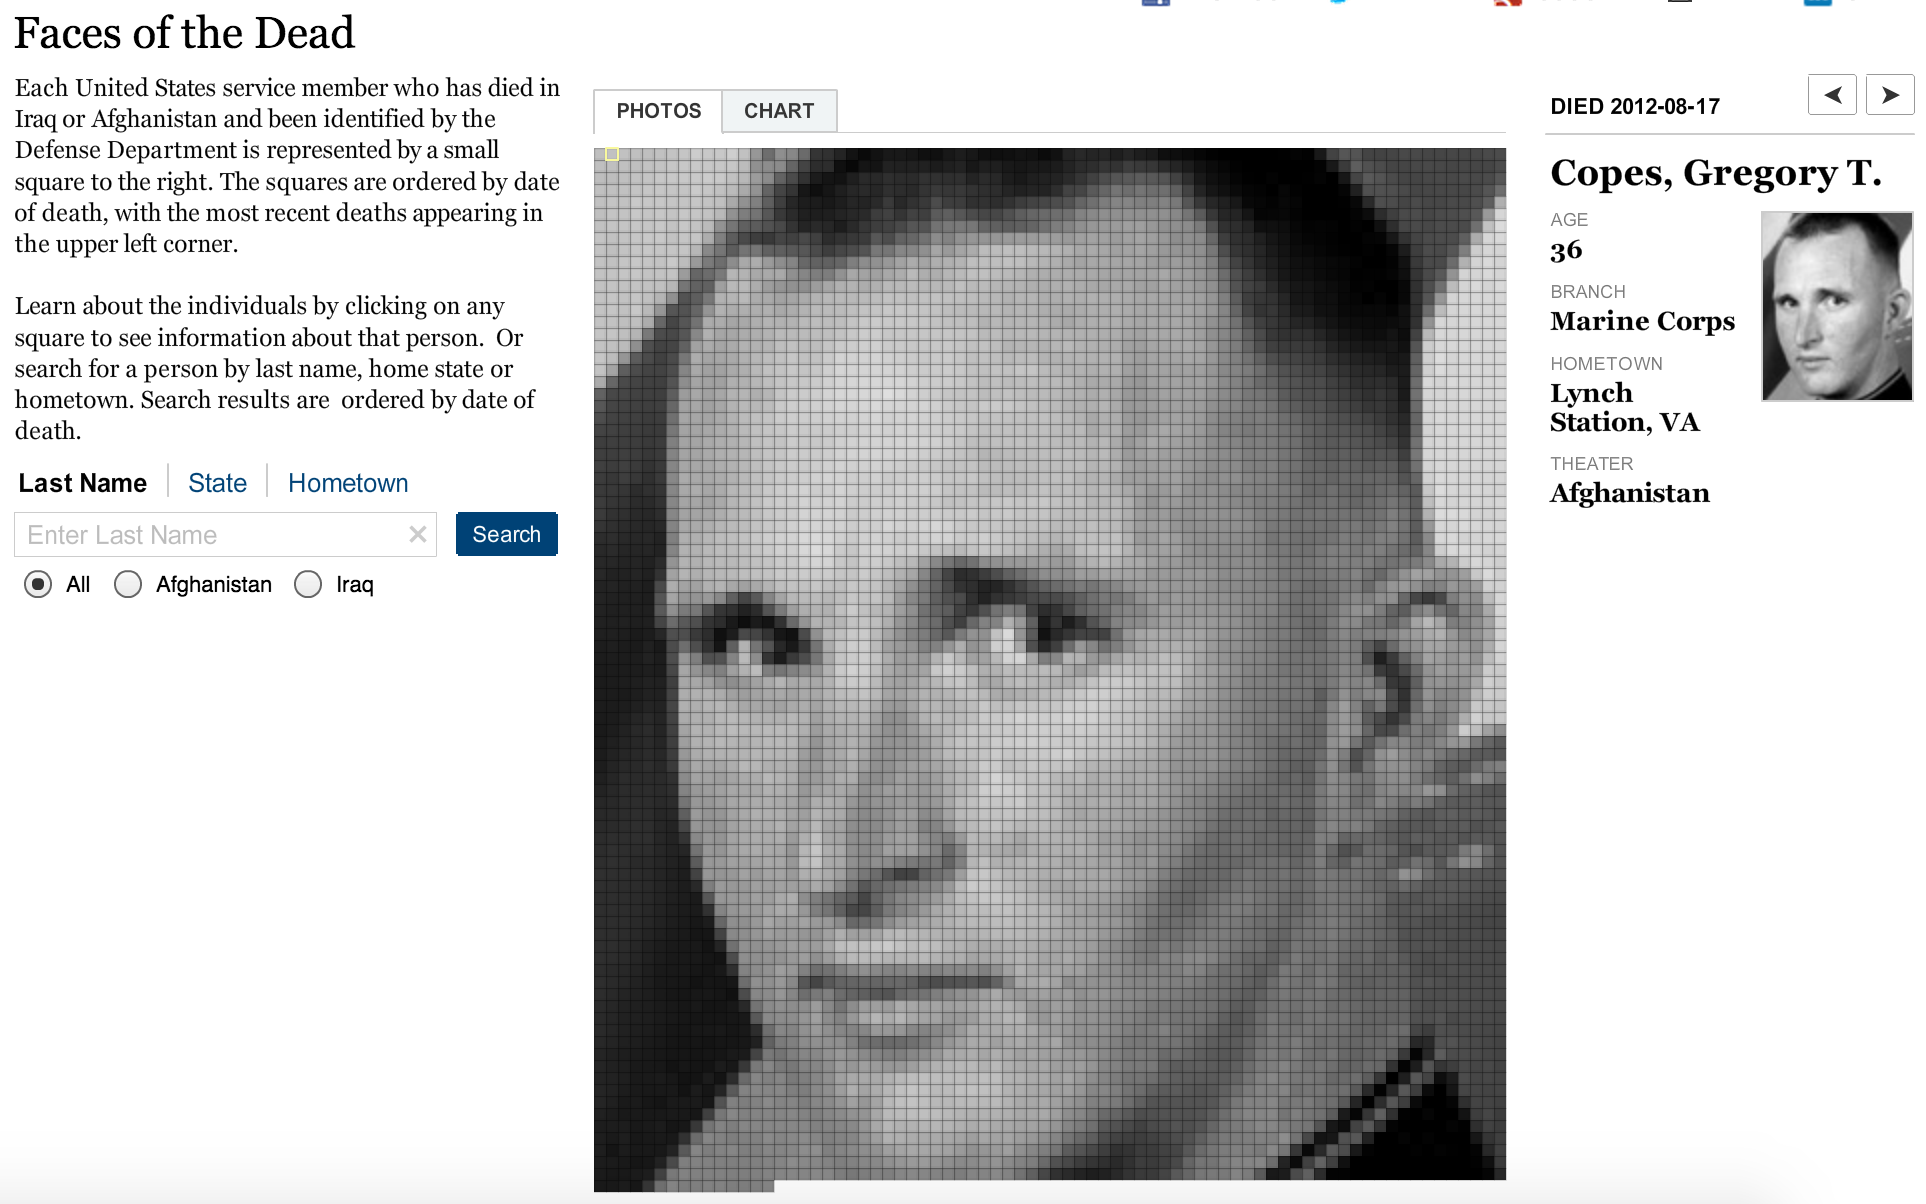 Faces of the Dead
Each United States service member who has died in
Iraq or Afghanistan and been identified by the
Defense Department is represented by a small
square to the right. The squares are ordered by date
of death, with the most recent deaths appearing in
the upper left corner.
Learn about the individuals by clicking on any
square to see information about that person.  Or
search for a person by last name, home state or
hometown. Search results are  ordered by date of
death.
Last Name
State
Hometown
Enter Last Name
Search
All
Afghanistan
Iraq
PHOTOS
CHART
DIED 2012-08-17
Copes, Gregory T.
AGE
36
BRANCH
Marine Corps
HOMETOWN
Lynch
Station, VA
THEATER
Afghanistan